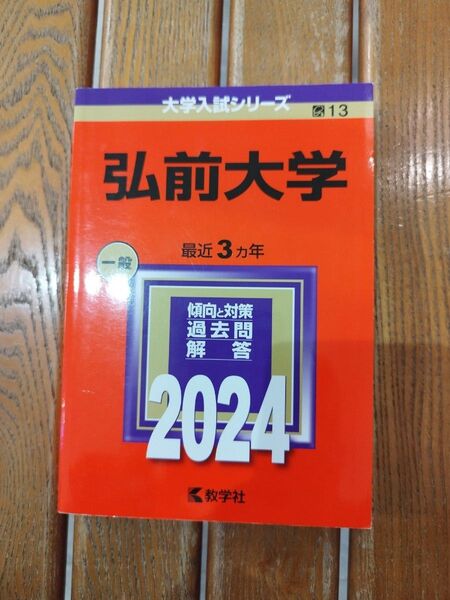 大学入試シリーズ
13
弘前大学
最近3カ年
一般
傾向と対策
過去問
解答
2024
教学社